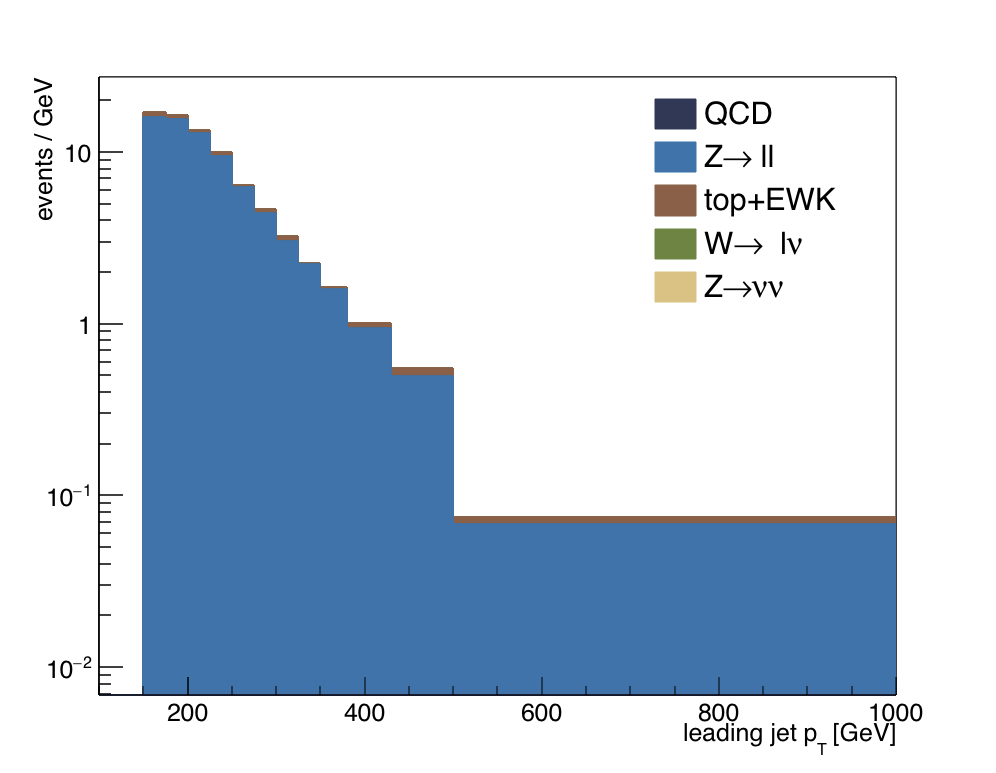 events / GeV
10
1
10⁻¹
10⁻²
QCD
Z→ ll
top+EWK
W→ lν
Z→νν
200 400 600 800 1000
leading jet p_T [GeV]